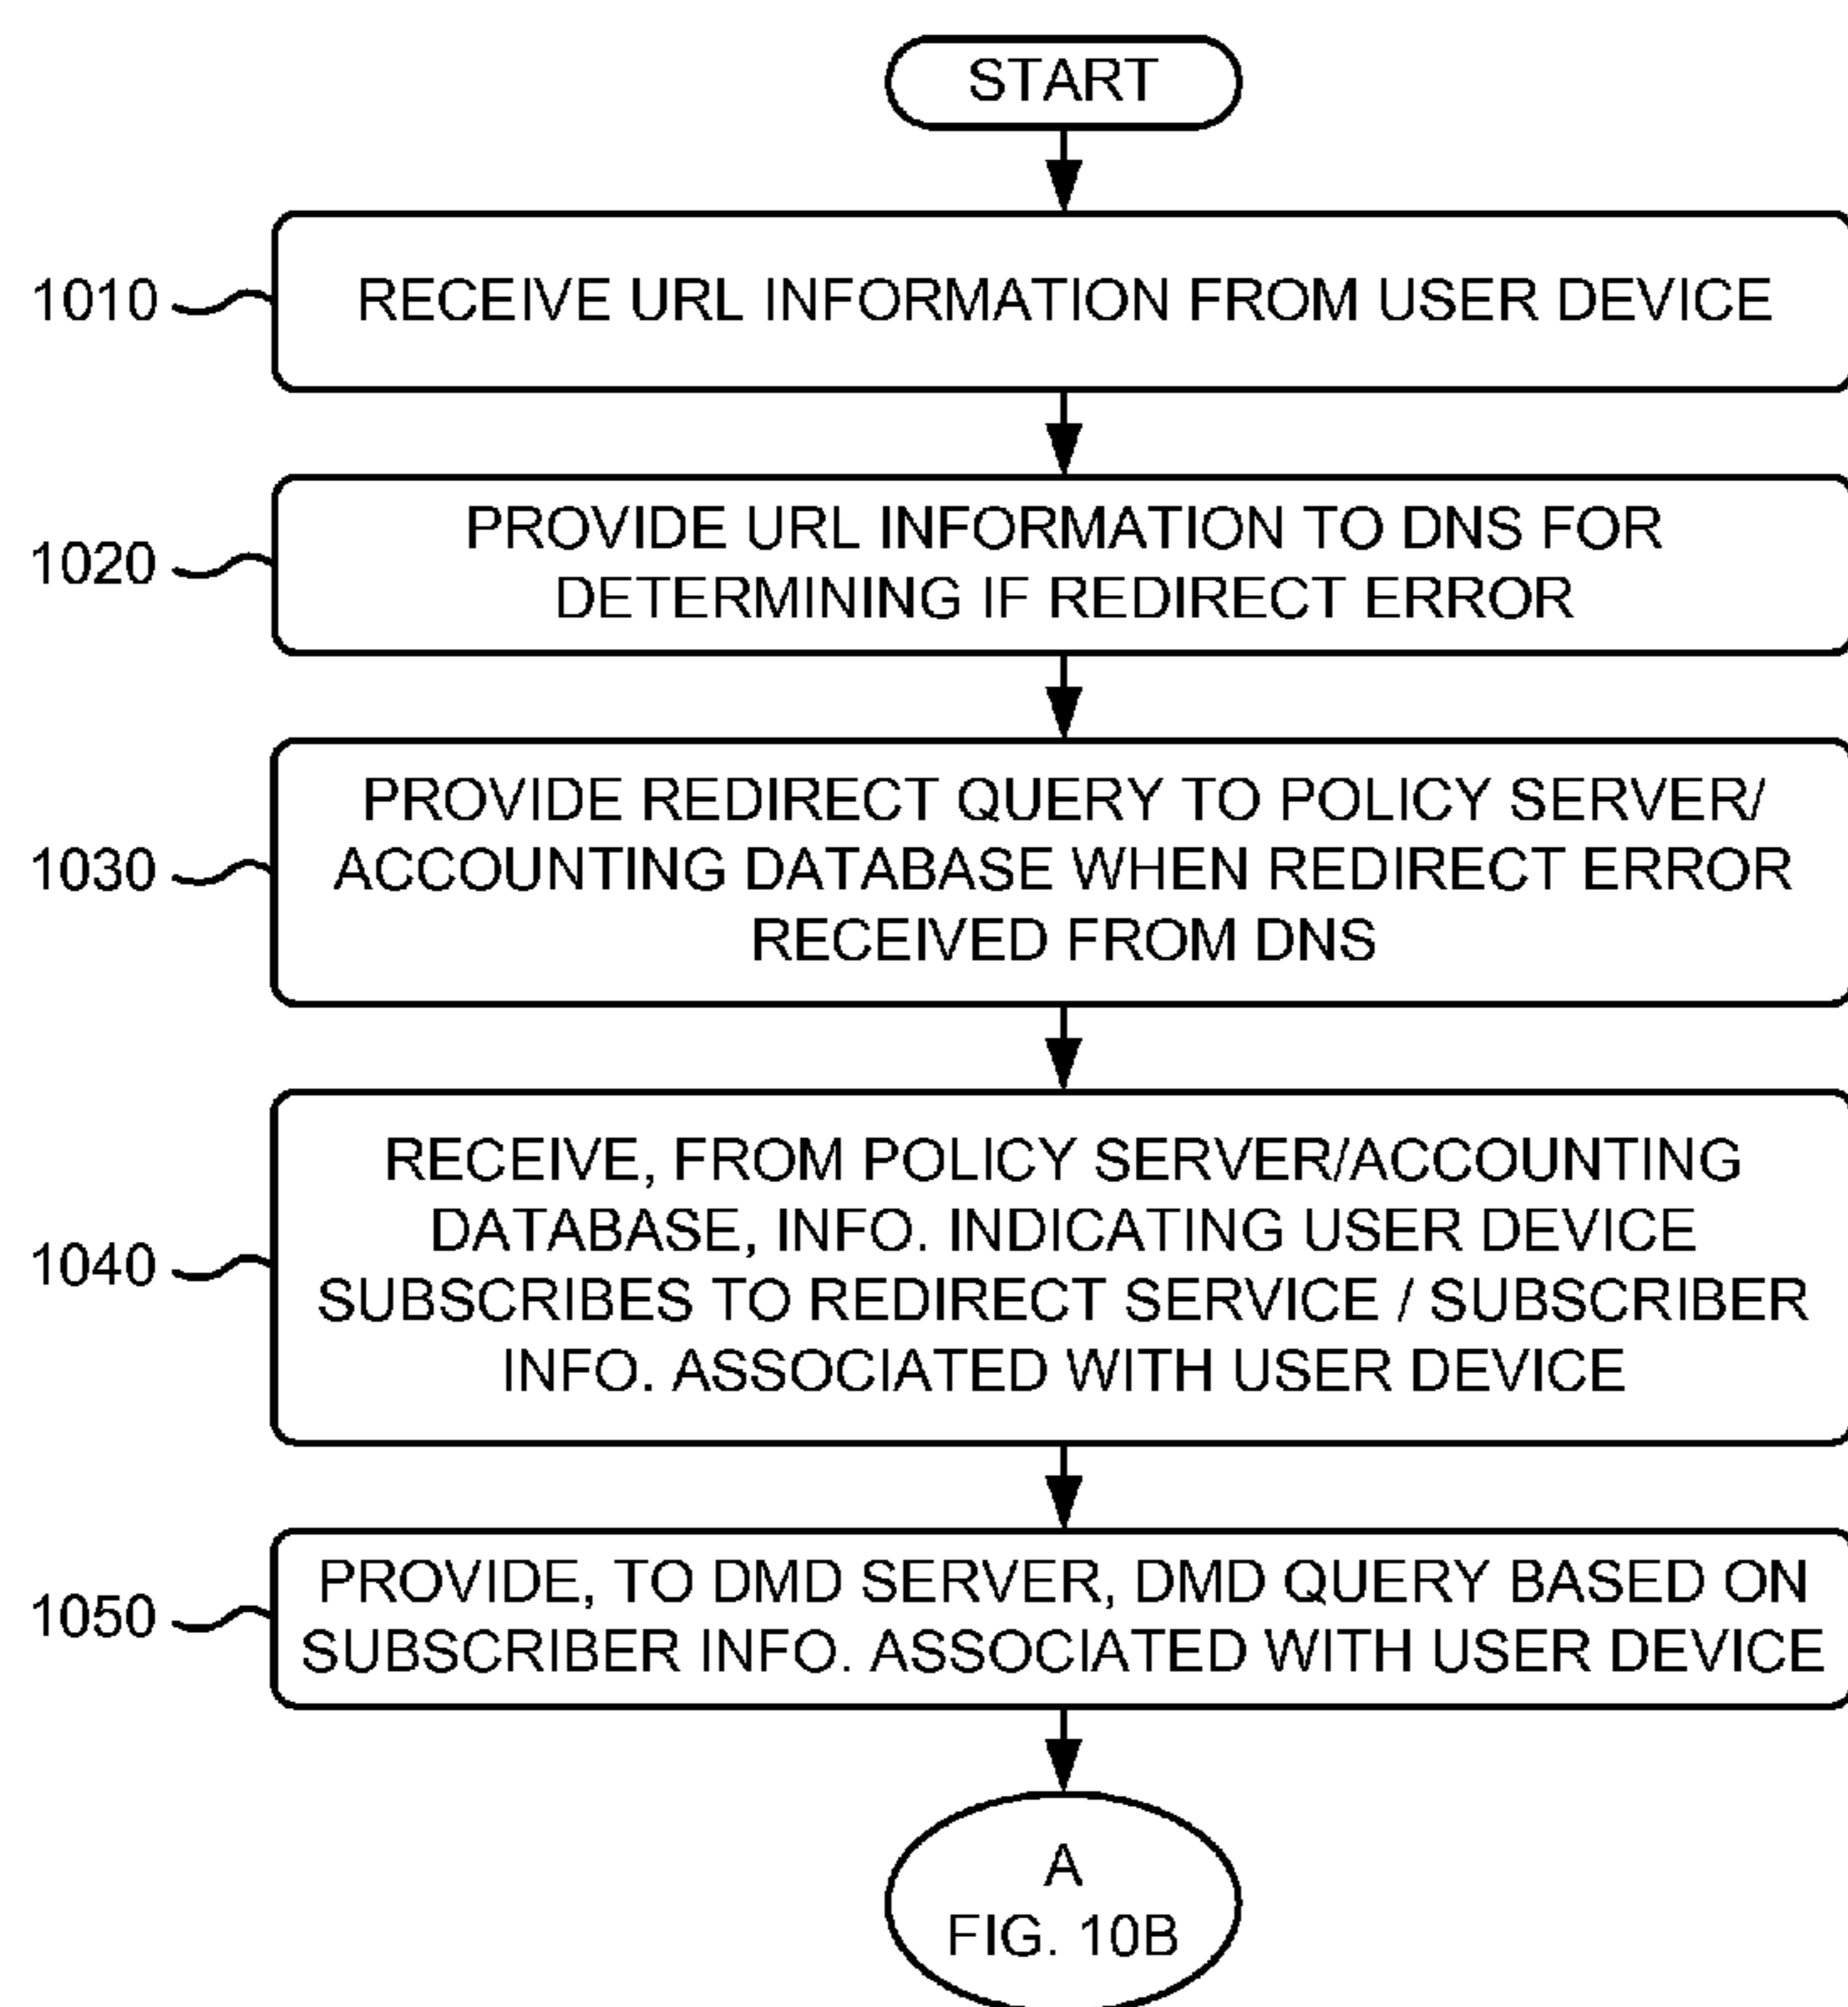 START
1010
RECEIVE URL INFORMATION FROM USER DEVICE
1020
PROVIDE URL INFORMATION TO DNS FOR
DETERMINING IF REDIRECT ERROR
1030
PROVIDE REDIRECT QUERY TO POLICY SERVER/
ACCOUNTING DATABASE WHEN REDIRECT ERROR
RECEIVED FROM DNS
1040
RECEIVE, FROM POLICY SERVER/ACCOUNTING
DATABASE, INFO. INDICATING USER DEVICE
SUBSCRIBES TO REDIRECT SERVICE / SUBSCRIBER
INFO. ASSOCIATED WITH USER DEVICE
1050
PROVIDE, TO DMD SERVER, DMD QUERY BASED ON
SUBSCRIBER INFO. ASSOCIATED WITH USER DEVICE
A
FIG. 10B